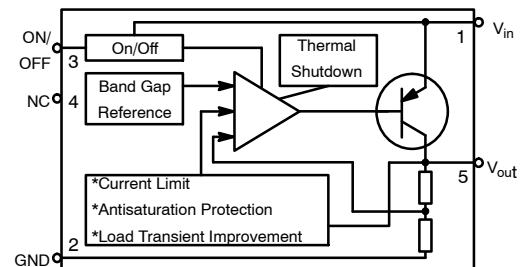 ON/
OFF
3
On/Off
Thermal
Shutdown
1
Vin
NC
4
Band Gap
Reference
*Current Limit
*Antisaturation Protection
*Load Transient Improvement
5
Vout
GND
2